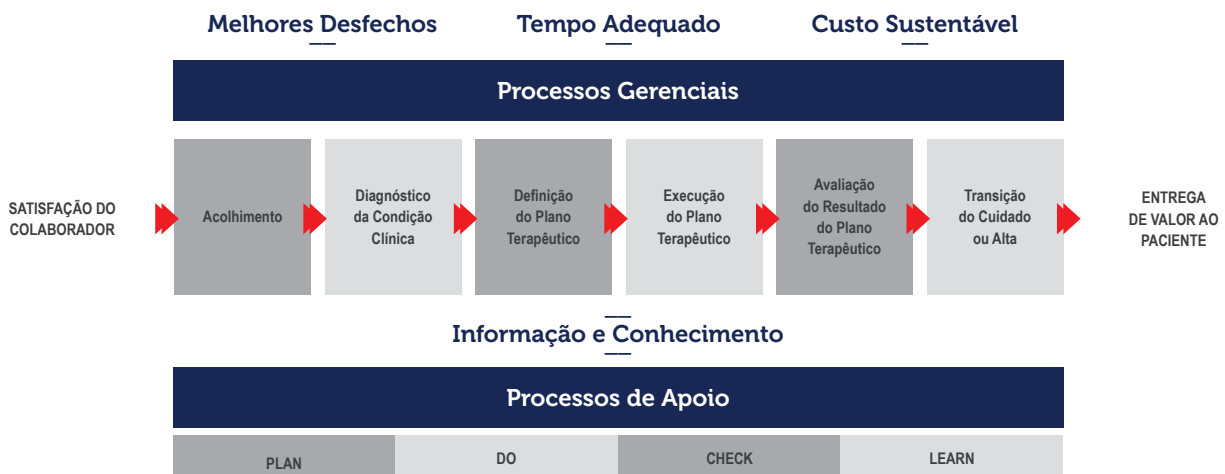 Melhores Desfechos
Tempo Adequado
Custo Sustentável
Processos Gerenciais
SATISFAÇÃO DO
COLABORADOR
Acolhimento
Diagnóstico
da Condição
Clínica
Definição
do Plano
Terapêutico
Execução
do Plano
Terapêutico
Avaliação
do Resultado
do Plano
Terapêutico
Transição
do Cuidado
ou Alta
ENTREGA
DE VALOR AO
PACIENTE
Informação e Conhecimento
Processos de Apoio
PLAN
DO
CHECK
LEARN